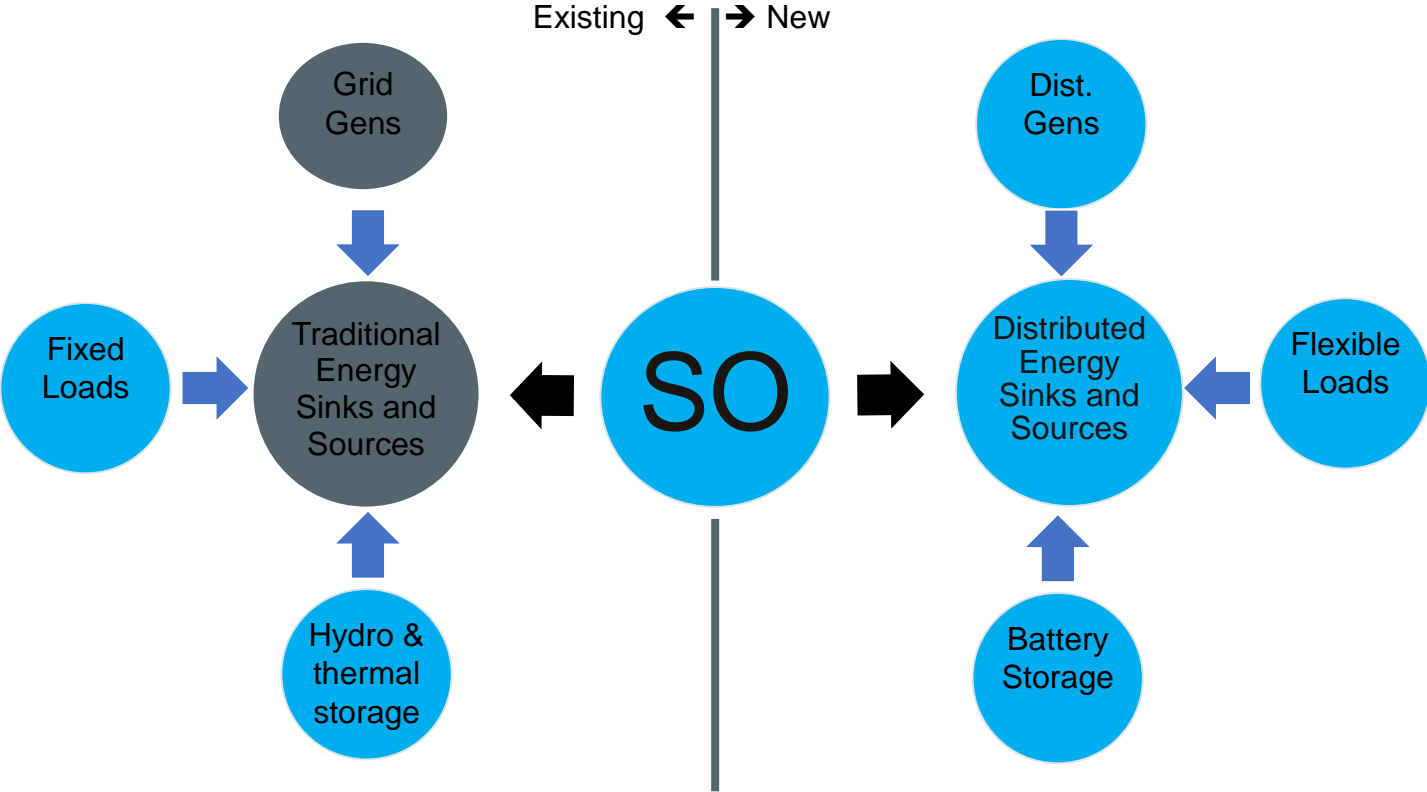 Existing ← → New
Grid
Gens
Dist.
Gens
Fixed
Loads
Traditional
Energy
Sinks and
Sources
SO
Distributed
Energy
Sinks and
Sources
Flexible
Loads
Hydro &
thermal
storage
Battery
Storage